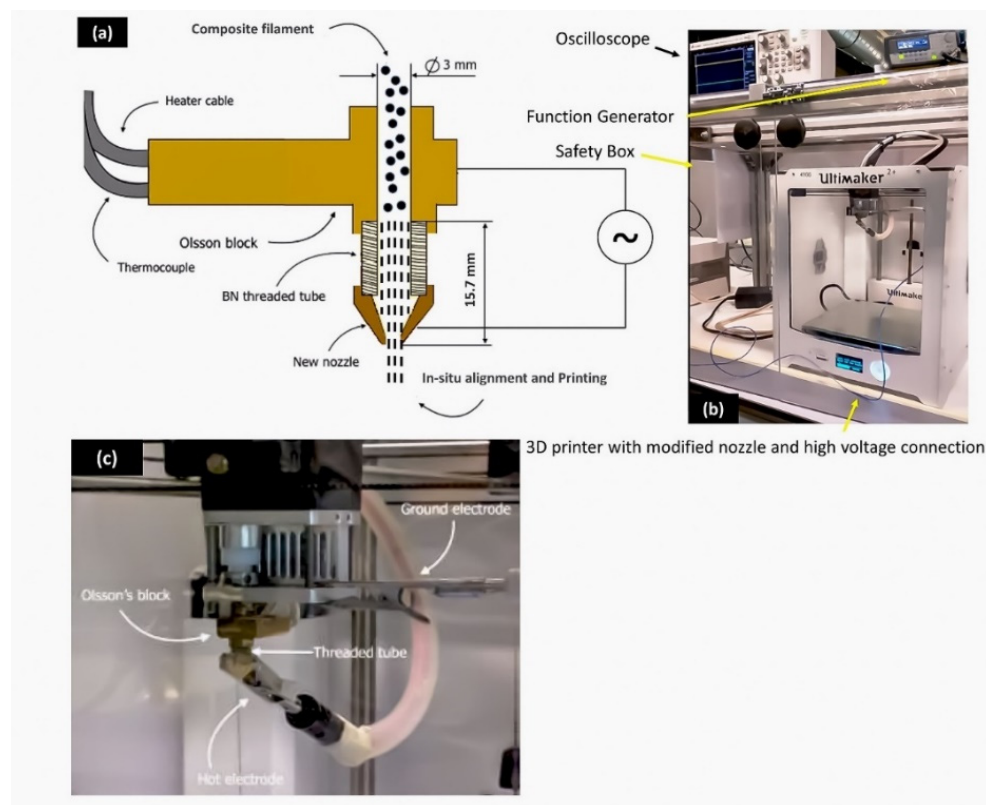 (a)
Composite filament
∅ 3 mm
Heater cable
Olsson block
Thermocouple
BN threaded tube
15.7 mm
New nozzle
~
In-situ alignment and Printing
Oscilloscope
Function Generator
Safety Box
Ultimaker 2+
Ultimaker
(b)
3D printer with modified nozzle and high voltage connection
(c)
Ground electrode
Olsson's block
Threaded tube
Hot electrode